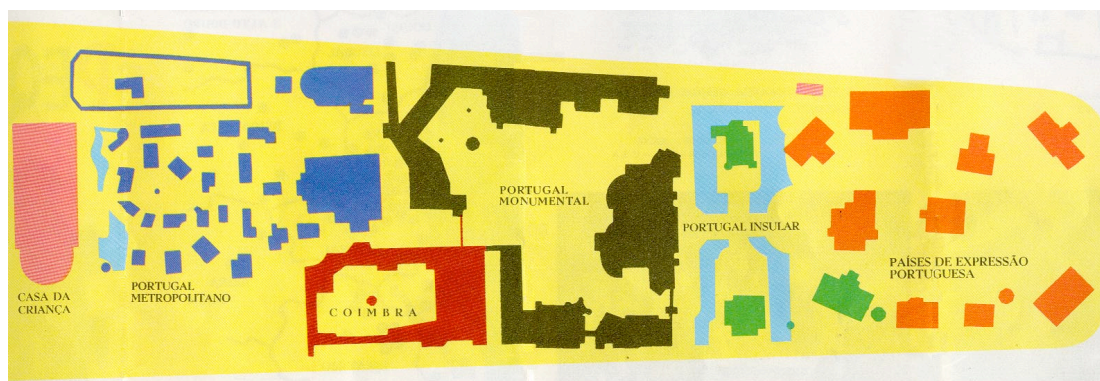 CASA DA
CRIANÇA
PORTUGAL
METROPOLITANO
COIMBRA
PORTUGAL
MONUMENTAL
PORTUGAL INSULAR
PAÍSES DE EXPRESSÃO
PORTUGUESA